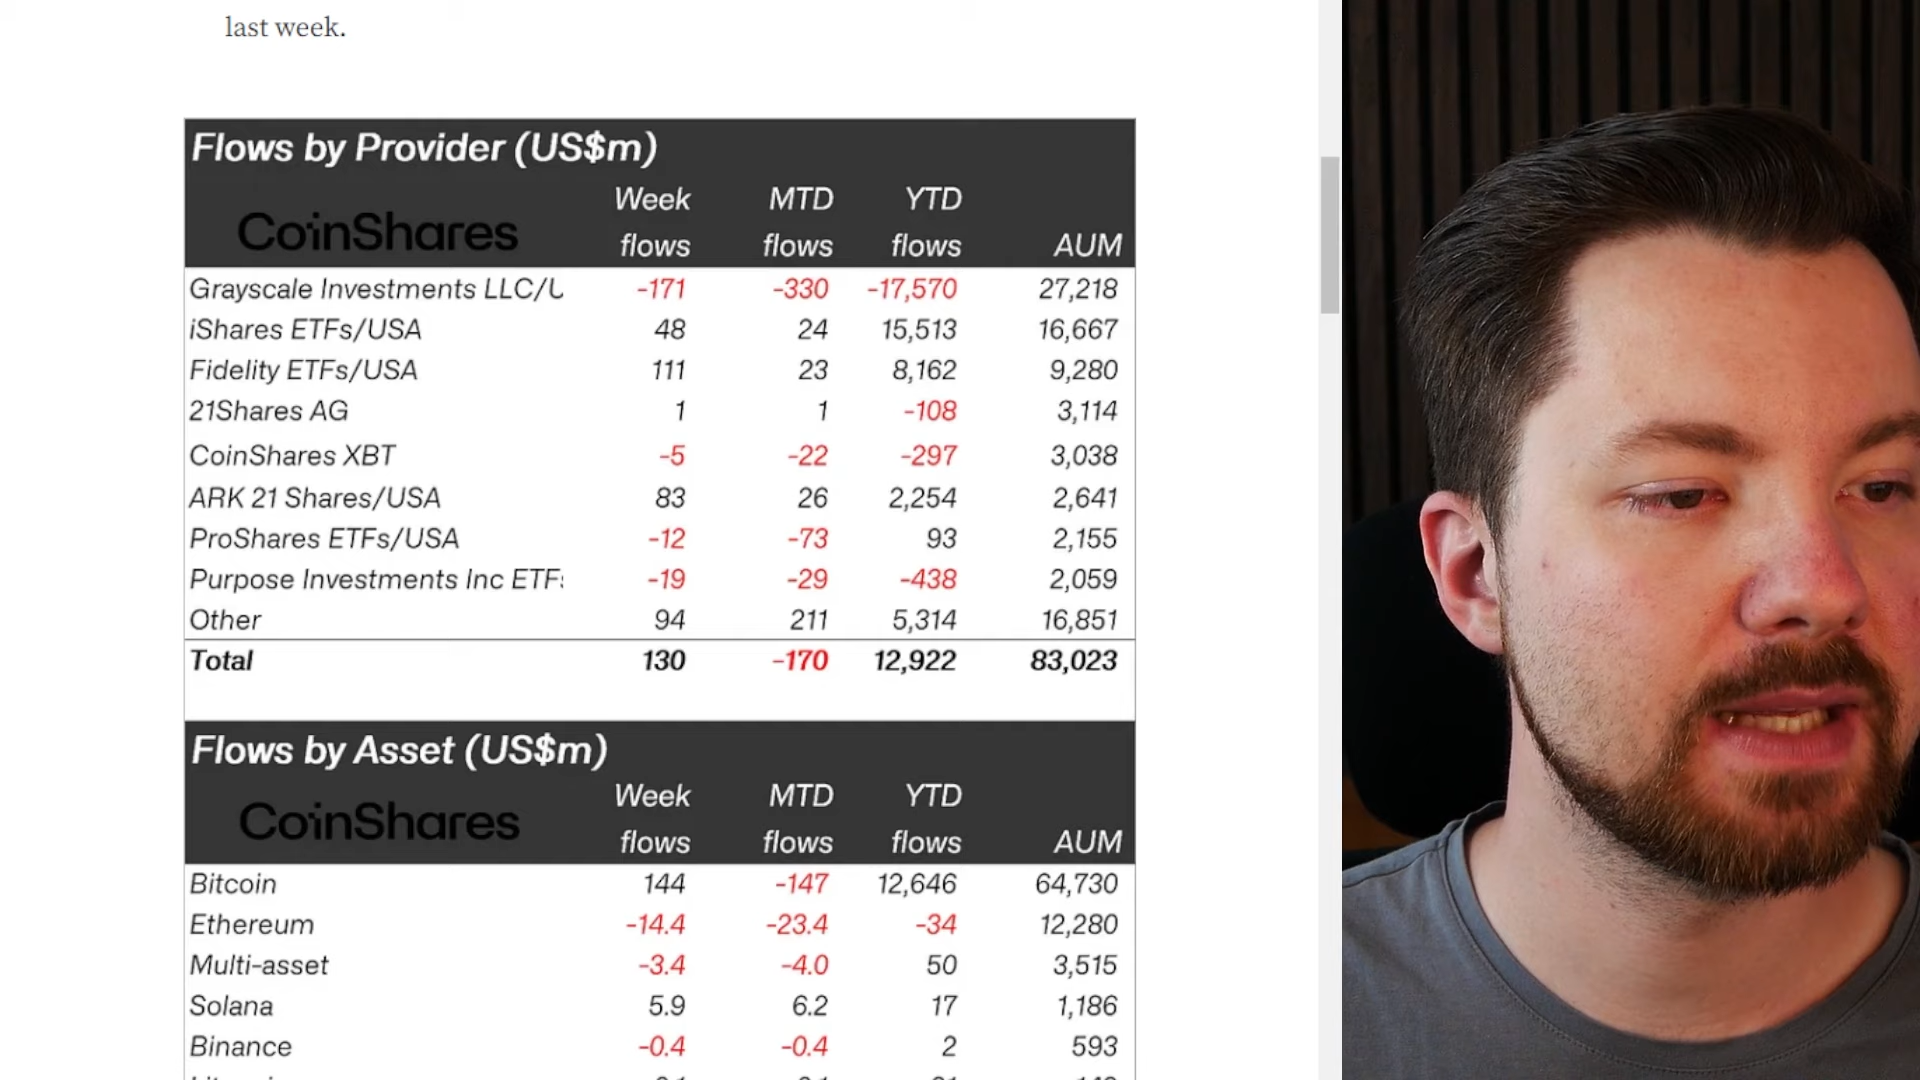 last week.
Flows by Provider (US$m)
CoinShares
Week flows MTD flows YTD flows AUM
Grayscale Investments LLC/U -171 -330 -17,570 27,218
iShares ETFs/USA 48 24 15,513 16,667
Fidelity ETFs/USA 111 23 8,162 9,280
21Shares AG 1 1 -108 3,114
CoinShares XBT -5 -22 -297 3,038
ARK 21 Shares/USA 83 26 2,254 2,641
ProShares ETFs/USA -12 -73 93 2,155
Purpose Investments Inc ETF -19 -29 -438 2,059
Other 94 211 5,314 16,851
Total 130 -170 12,922 83,023
Flows by Asset (US$m)
CoinShares
Week flows MTD flows YTD flows AUM
Bitcoin 144 -147 12,646 64,730
Ethereum -14.4 -23.4 -34 12,280
Multi-asset -3.4 -4.0 50 3,515
Solana 5.9 6.2 17 1,186
Binance -0.4 -0.4 2 593